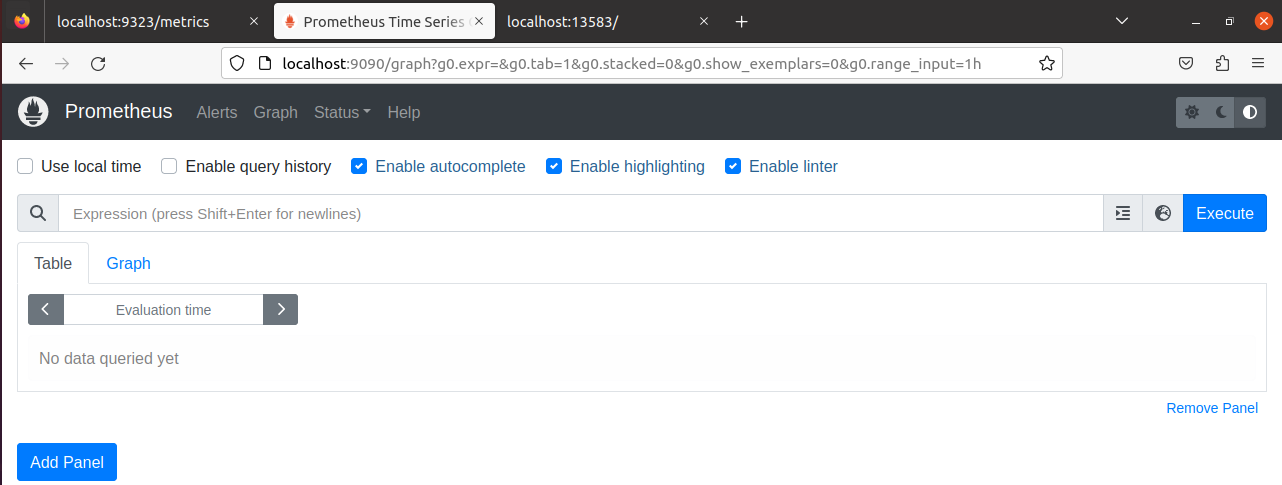 localhost:9323/metrics Prometheus Time Series localhost:13583/
localhost:9090/graph?g0.expr=&g0.tab=1&g0.stacked=0&g0.show_exemplars=0&g0.range_input=1h
Prometheus Alerts Graph Status Help
Use local time Enable query history Enable autocomplete Enable highlighting Enable linter
Expression (press Shift+Enter for newlines) Execute
Table Graph
Evaluation time
No data queried yet
Remove Panel
Add Panel